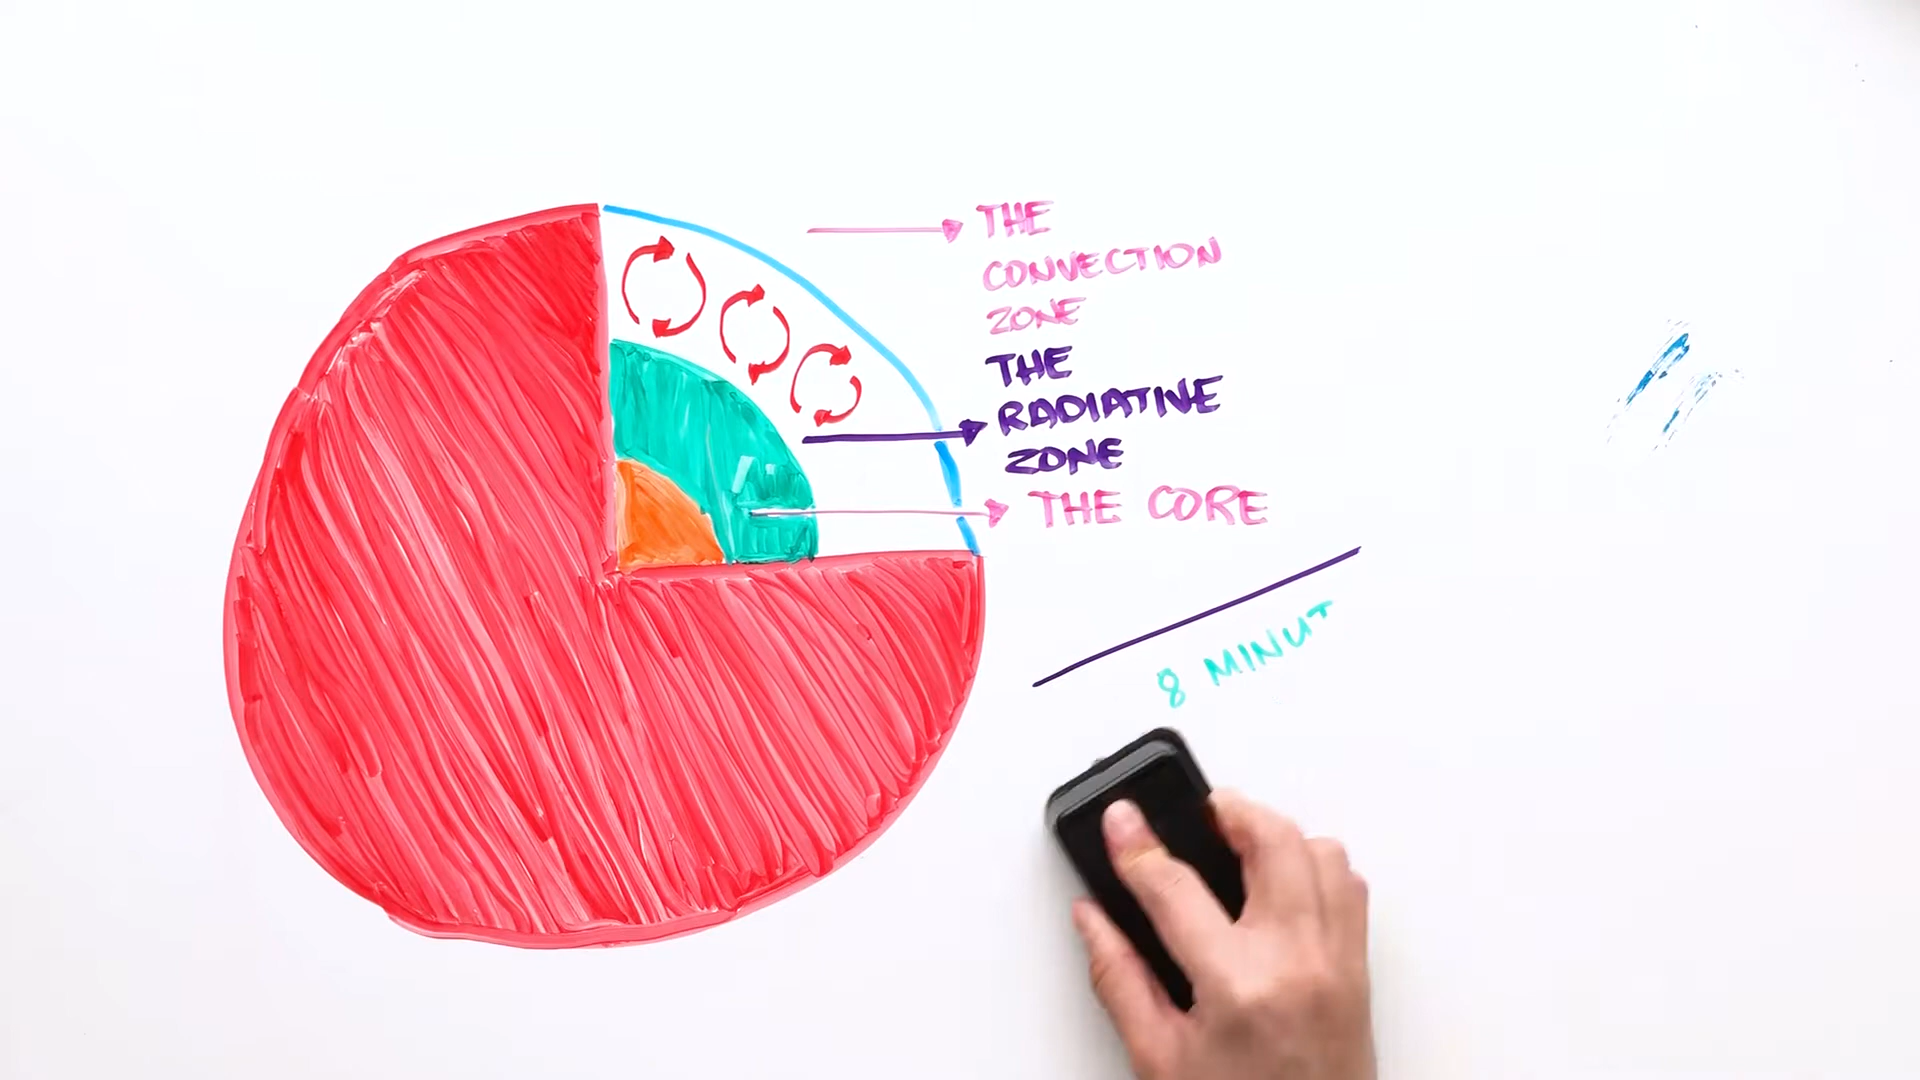 THE
CONVECTION
ZONE
THE
RADIATIVE
ZONE
THE CORE
8 MINUT